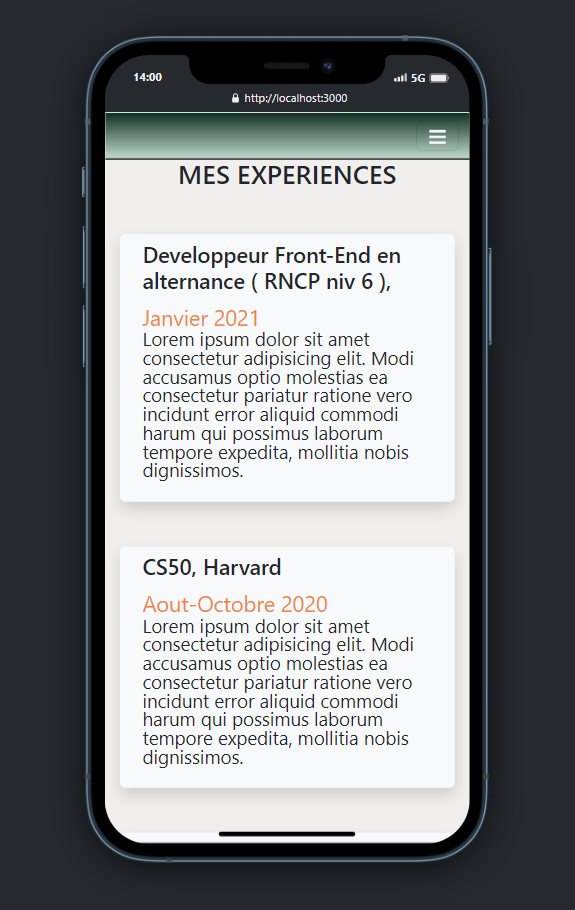 14:00
5G
http://localhost:3000
MES EXPERIENCES
Developpeur Front-End en
alternance ( RNCP niv 6 ),
Janvier 2021
Lorem ipsum dolor sit amet
consectetur adipisicing elit. Modi
accusamus optio molestias ea
consectetur pariatur ratione vero
incidunt error aliquid commodi
harum qui possimus laborum
tempore expedita, mollitia nobis
dignissimos.
CS50, Harvard
Aout-Octobre 2020
Lorem ipsum dolor sit amet
consectetur adipisicing elit. Modi
accusamus optio molestias ea
consectetur pariatur ratione vero
incidunt error aliquid commodi
harum qui possimus laborum
tempore expedita, mollitia nobis
dignissimos.